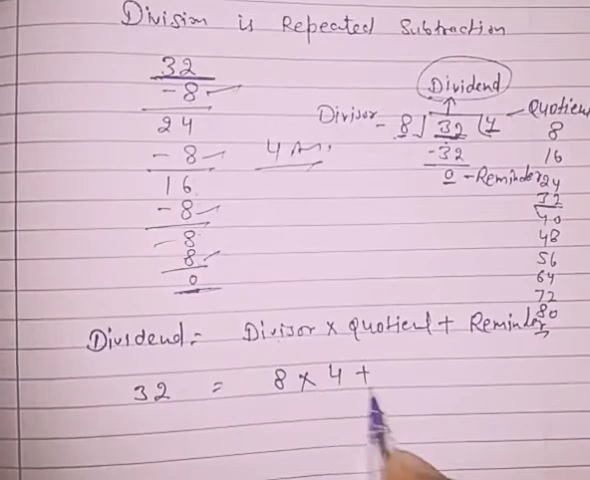 Division is Repeated Subtraction
32
- 8
24
- 8
16
- 8
- 8
8
0
4 Ans.
Dividend
Divisor - 8 32 4 - Quotient
-32
0 - Reminder
8
16
24
32
40
48
56
64
72
80
Dividend = Divisor x Quotient + Reminder
32 = 8 x 4 +